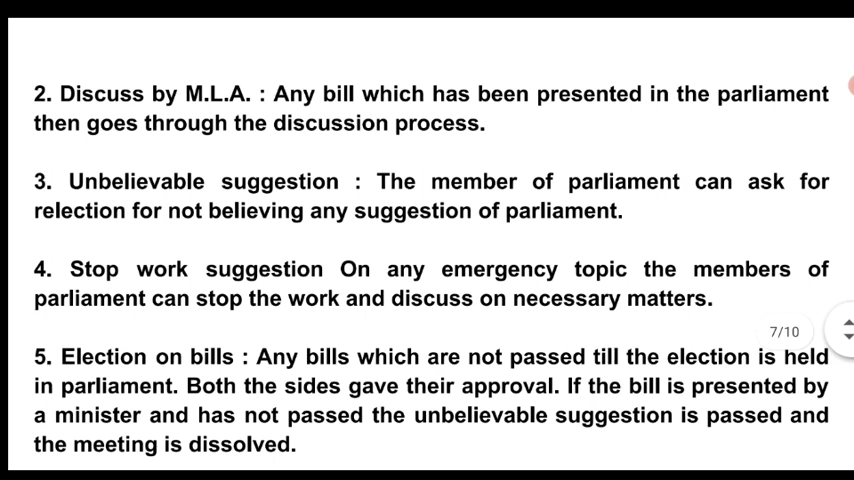 2. Discuss by M.L.A. : Any bill which has been presented in the parliament
then goes through the discussion process.
3. Unbelievable suggestion : The member of parliament can ask for
relection for not believing any suggestion of parliament.
4. Stop work suggestion On any emergency topic the members of
parliament can stop the work and discuss on necessary matters.
7/10
5. Election on bills : Any bills which are not passed till the election is held
in parliament. Both the sides gave their approval. If the bill is presented by
a minister and has not passed the unbelievable suggestion is passed and
the meeting is dissolved.